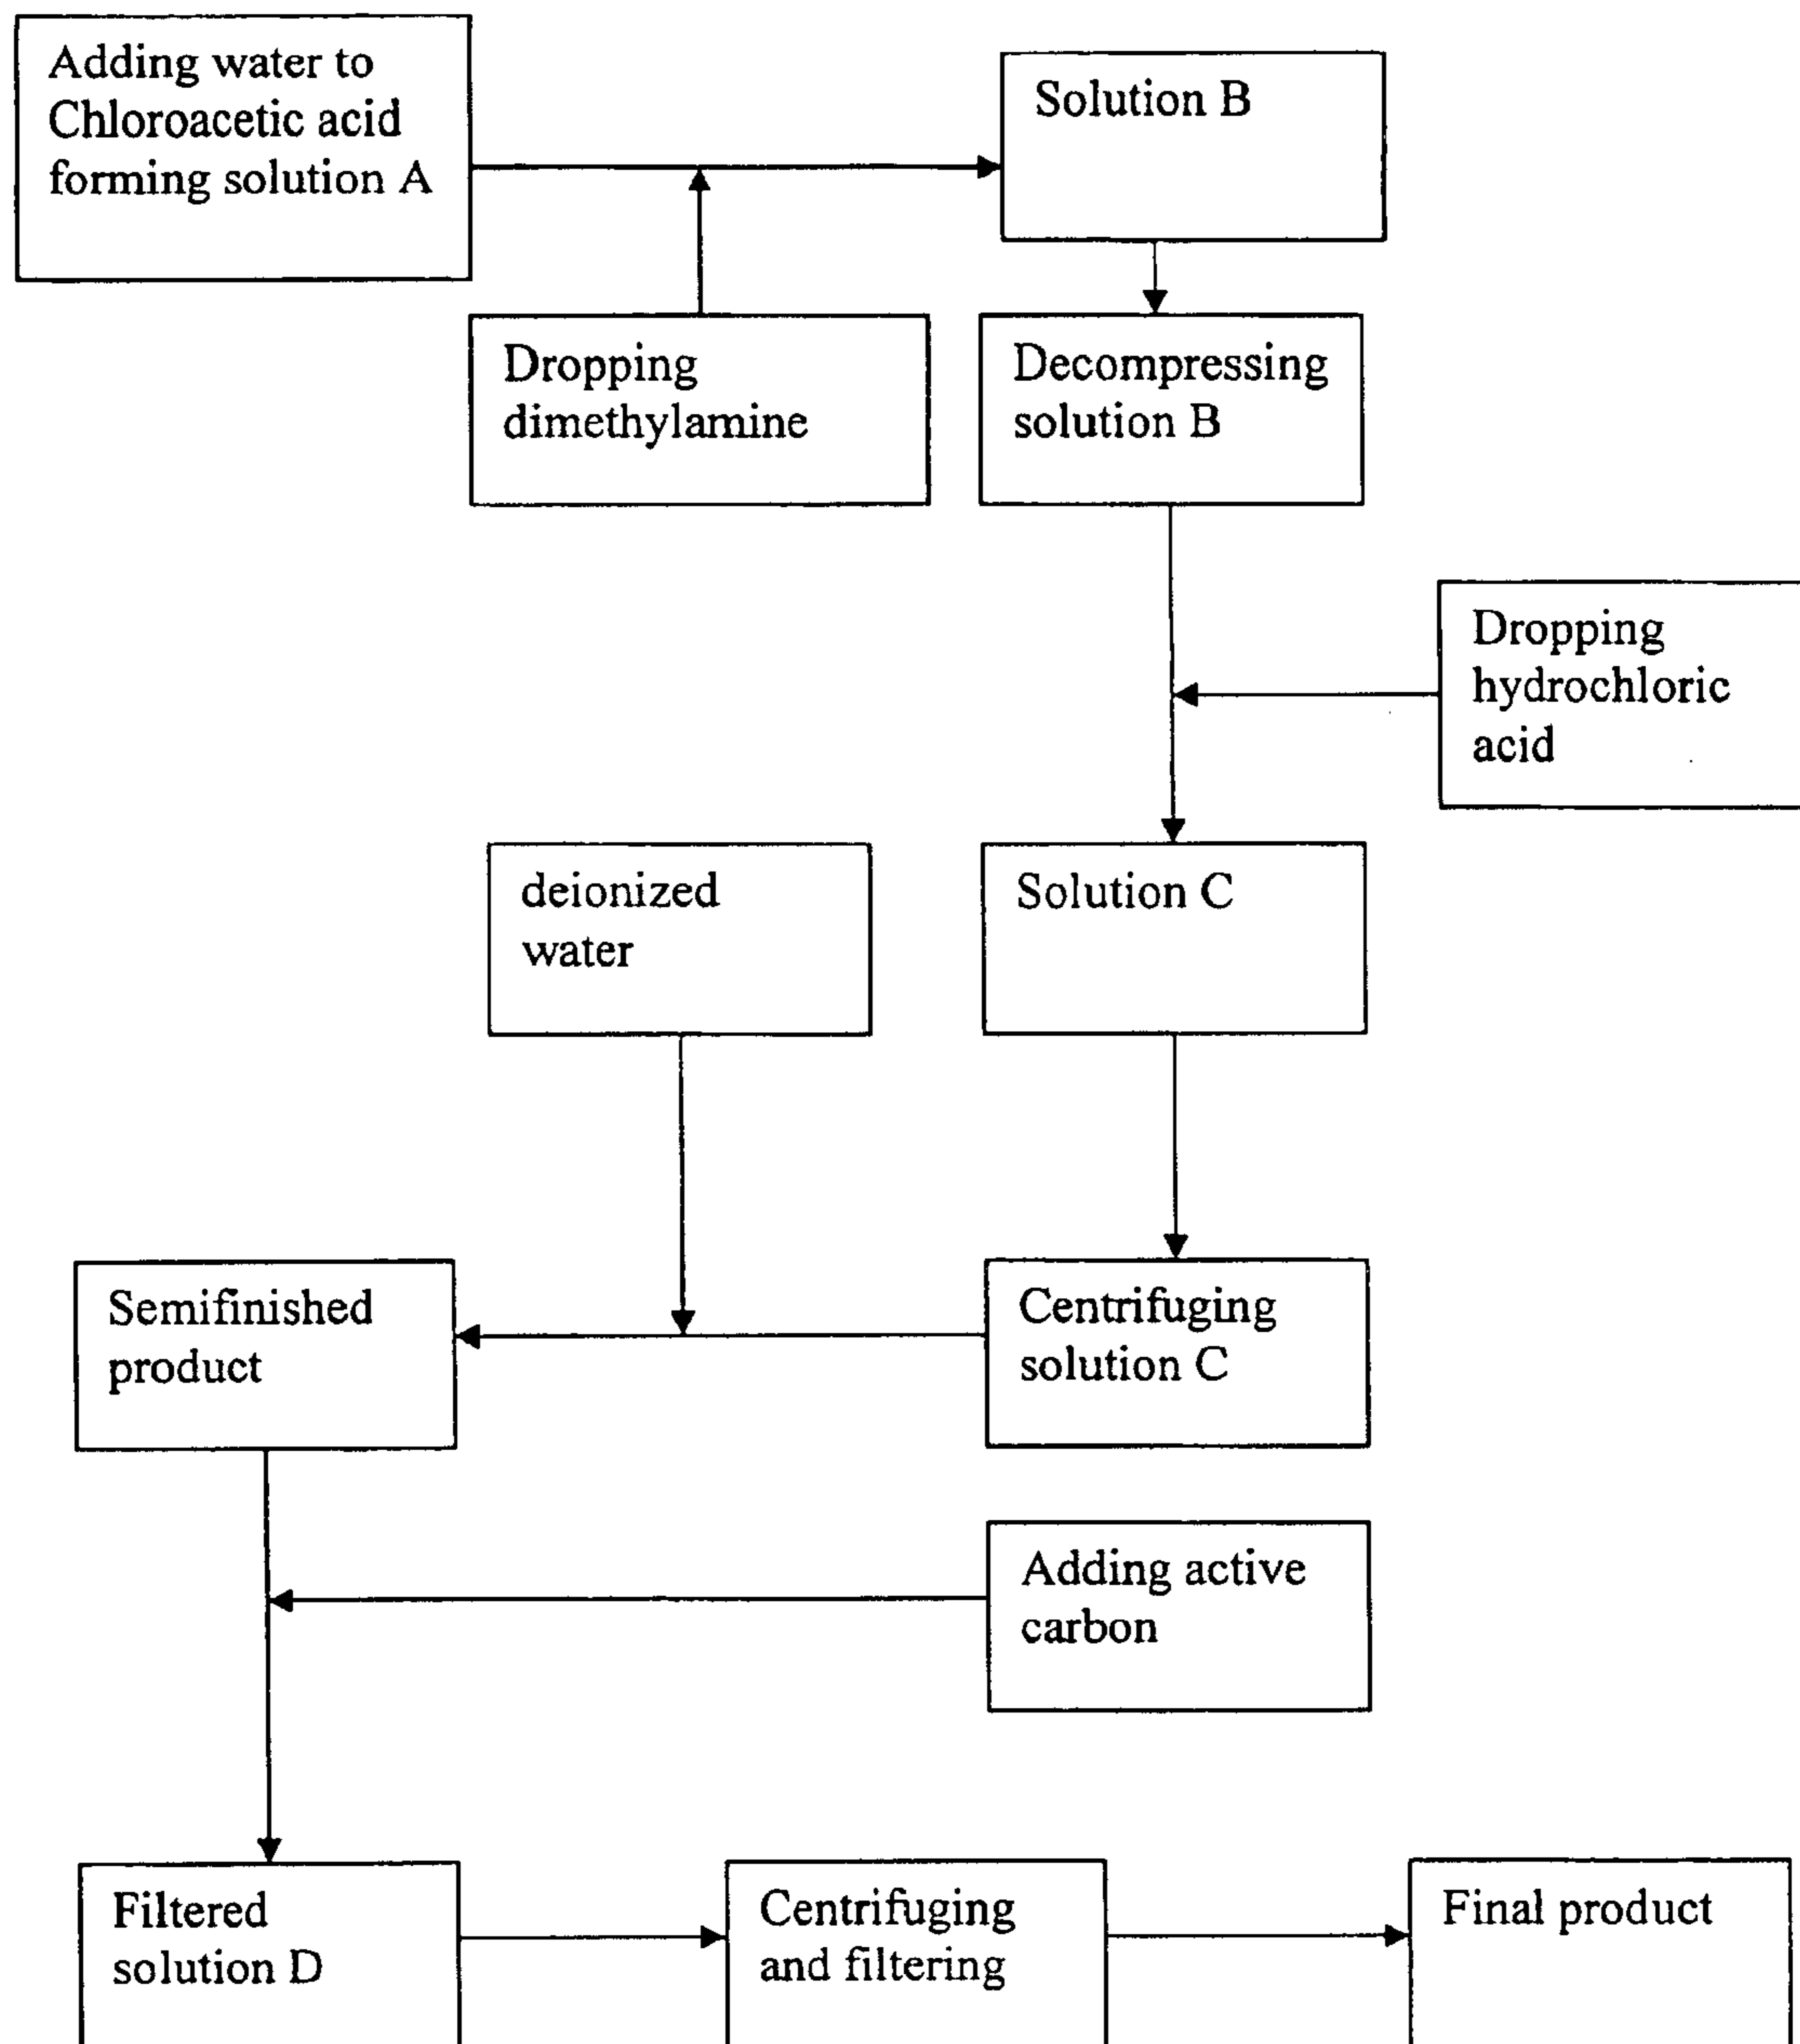 Adding water to
Chloroacetic acid
forming solution A
Solution B
Dropping
dimethylamine
Decompressing
solution B
Dropping
hydrochloric
acid
deionized
water
Solution C
Semifinished
product
Centrifuging
solution C
Adding active
carbon
Filtered
solution D
Centrifuging
and filtering
Final product